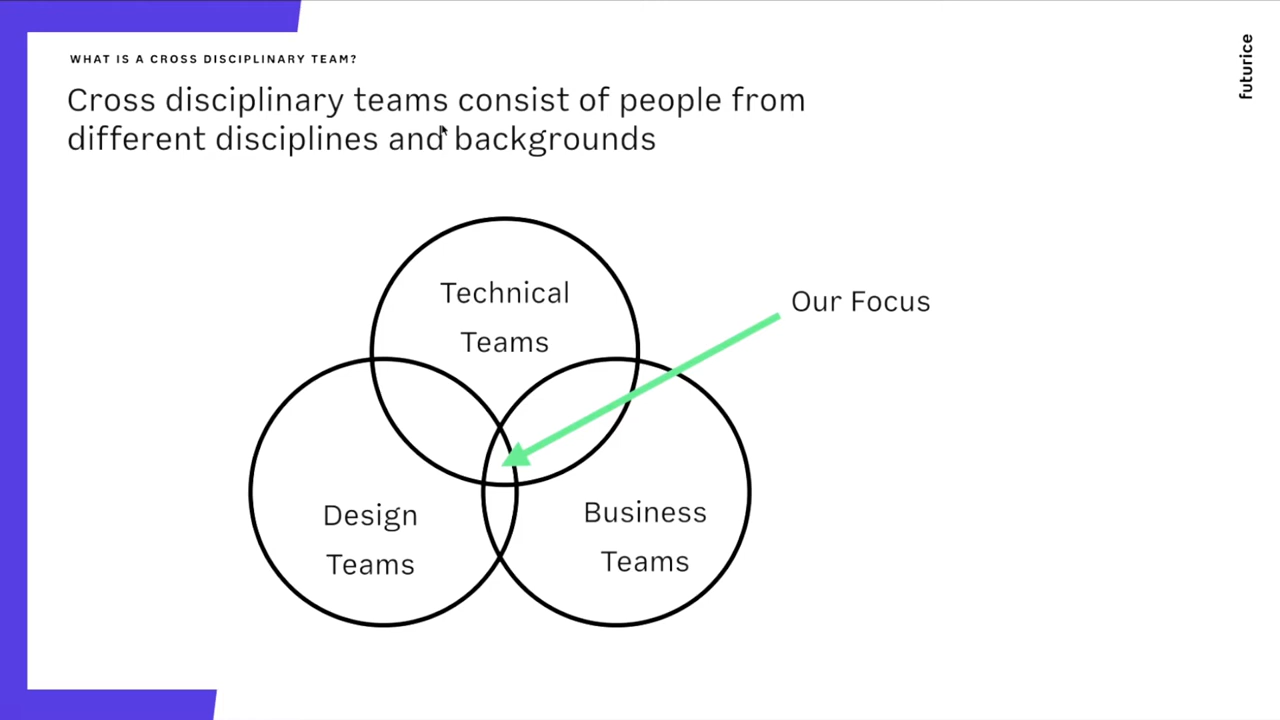 WHAT IS A CROSS DISCIPLINARY TEAM?
Cross disciplinary teams consist of people from
different disciplines and backgrounds
futurice
Technical
Teams
Our Focus
Design
Teams
Business
Teams